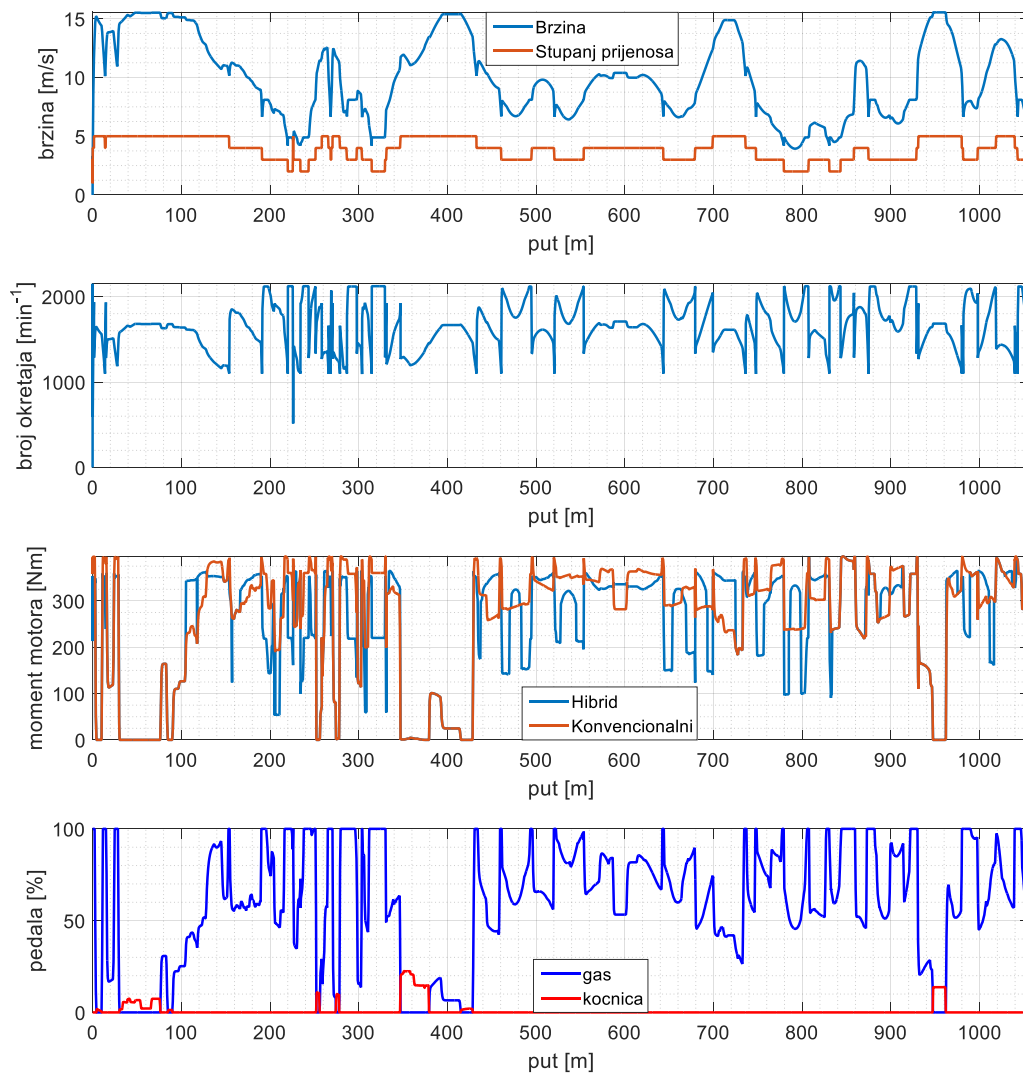 15
10
5
0
brzina [m/s]
Brzina
Stupanj prijenosa
0 100 200 300 400 500 600 700 800 900 1000
put [m]
2000
1000
0
broj okretaja [min⁻¹]
0 100 200 300 400 500 600 700 800 900 1000
put [m]
300
200
100
0
moment motora [Nm]
Hibrid
Konvencionalni
0 100 200 300 400 500 600 700 800 900 1000
put [m]
100
50
0
pedala [%]
gas
kocnica
0 100 200 300 400 500 600 700 800 900 1000
put [m]